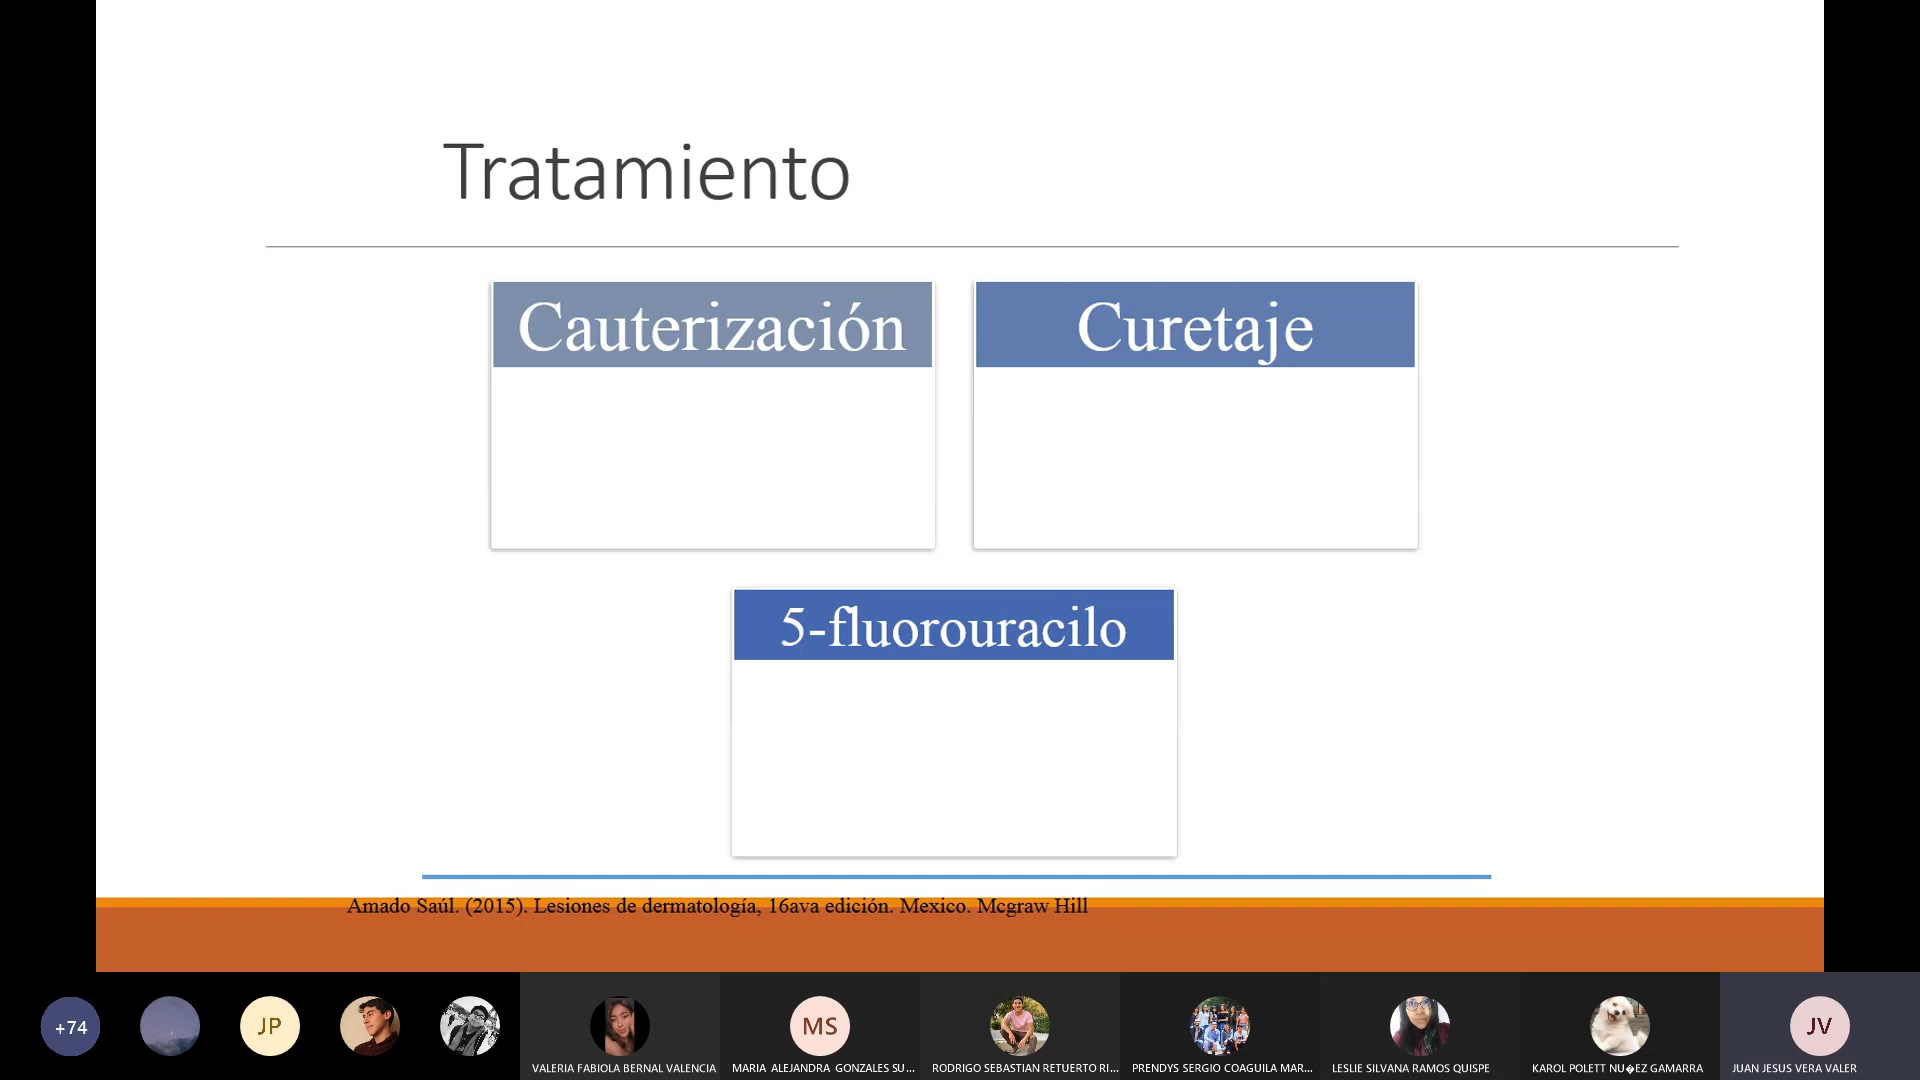 Tratamiento
Cauterización
Curetaje
5-fluorouracilo
Amado Saúl. (2015). Lesiones de dermatología, 16ava edición. Mexico. Mcgraw Hill
+74
JP
MS
JV
VALERIA FABIOLA BERNAL VALENCIA
MARIA ALEJANDRA GONZALES SU...
RODRIGO SEBASTIAN RETUERTO RI...
PRENDYS SERGIO COAGUILA MAR...
LESLIE SILVANA RAMOS QUISPE
KAROL POLETT NU�EZ GAMARRA
JUAN JESUS VERA VALER